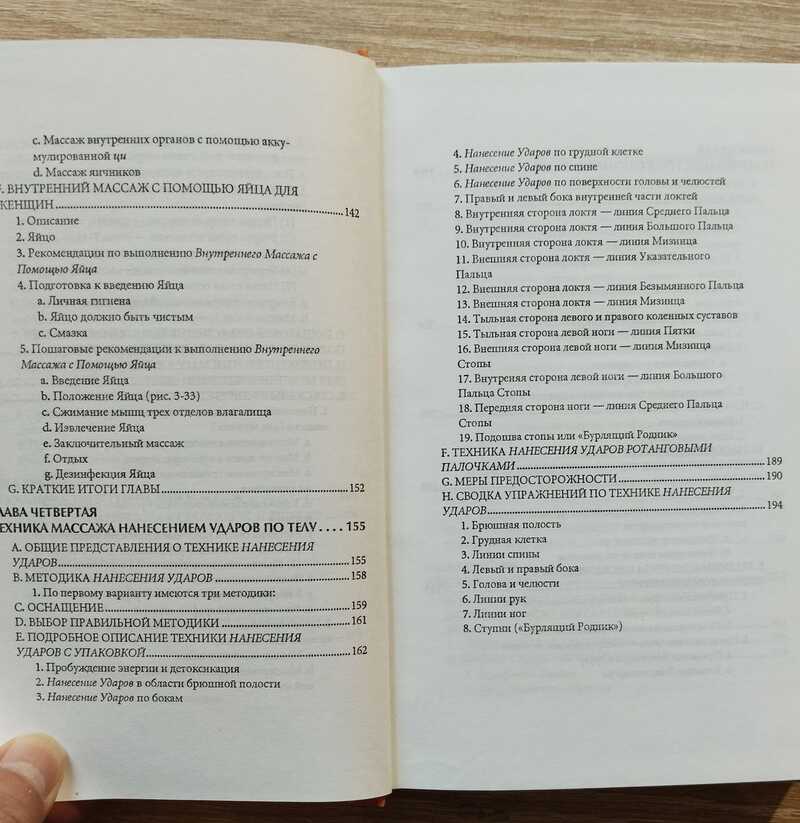 c. Массаж внутренних органов с помощью акку-
мулированной ци
d. Массаж яичников
F. ВНУТРЕННИЙ МАССАЖ С ПОМОЩЬЮ ЯЙЦА ДЛЯ
ЖЕНЩИН 142
1. Описание
2. Яйцо
3. Рекомендации по выполнению Внутреннего Массажа с
Помощью Яйца
4. Подготовка к введению Яйца
a. Личная гигиена
b. Яйцо должно быть чистым
c. Смазка
5. Пошаговые рекомендации к выполнению Внутреннего
Массажа с Помощью Яйца
a. Введение Яйца
b. Положение Яйца (рис. 3-33)
c. Сжимание мышц трех отделов влагалища
d. Извлечение Яйца
e. Заключительный массаж
f. Отдых
g. Дезинфекция Яйца
G. КРАТКИЕ ИТОГИ ГЛАВЫ 152
ГЛАВА ЧЕТВЕРТАЯ
ТЕХНИКА МАССАЖА НАНЕСЕНИЕМ УДАРОВ ПО ТЕЛУ .... 155
A. ОБЩИЕ ПРЕДСТАВЛЕНИЯ О ТЕХНИКЕ НАНЕСЕНИЯ
УДАРОВ 155
B. МЕТОДИКА НАНЕСЕНИЯ УДАРОВ 158
1. По первому варианту имеются три методики:
C. ОСНАЩЕНИЕ 159
D. ВЫБОР ПРАВИЛЬНОЙ МЕТОДИКИ 161
E. ПОДРОБНОЕ ОПИСАНИЕ ТЕХНИКИ НАНЕСЕНИЯ
УДАРОВ С УПАКОВКОЙ 162
1. Пробуждение энергии и детоксикация
2. Нанесение Ударов в области брюшной полости
3. Нанесение Ударов по бокам
4. Нанесение Ударов по грудной клетке
5. Нанесение Ударов по спине
6. Нанесение Ударов по поверхности головы и челюстей
7. Правый и левый бока внутренней части локтей
8. Внутренняя сторона локтя — линия Среднего Пальца
9. Внутренняя сторона локтя — линия Большого Пальца
10. Внутренняя сторона локтя — линия Мизинца
11. Внешняя сторона локтя — линия Указательного
Пальца
12. Внешняя сторона локтя — линия Безымянного Пальца
13. Внешняя сторона локтя — линия Мизинца
14. Тыльная сторона левого и правого коленных суставов
15. Тыльная сторона левой ноги — линия Пятки
16. Внешняя сторона левой ноги — линия Мизинца
Стопы
17. Внутреняя сторона левой ноги — линия Большого
Пальца Стопы
18. Передняя сторона ноги — линия Среднего Пальца
Стопы
19. Подошва стопы или «Бурлящий Родник»
F. ТЕХНИКА НАНЕСЕНИЯ УДАРОВ РОТАНГОВЫМИ
ПАЛОЧКАМИ 189
G. МЕРЫ ПРЕДОСТОРОЖНОСТИ 190
H. СВОДКА УПРАЖНЕНИЙ ПО ТЕХНИКЕ НАНЕСЕНИЯ
УДАРОВ 194
1. Брюшная полость
2. Грудная клетка
3. Линии спины
4. Левый и правый бока
5. Голова и челюсти
6. Линии рук
7. Линии ног
8. Ступни («Бурлящий Родник»)